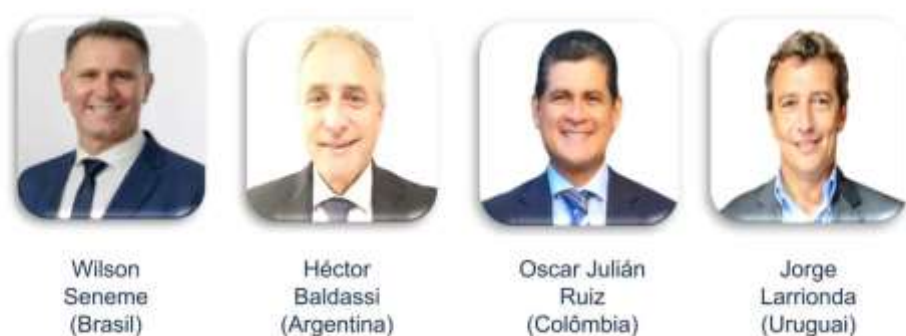 Wilson
Seneme
(Brasil)
Héctor
Baldassi
(Argentina)
Oscar Julián
Ruiz
(Colômbia)
Jorge
Larrionda
(Uruguai)